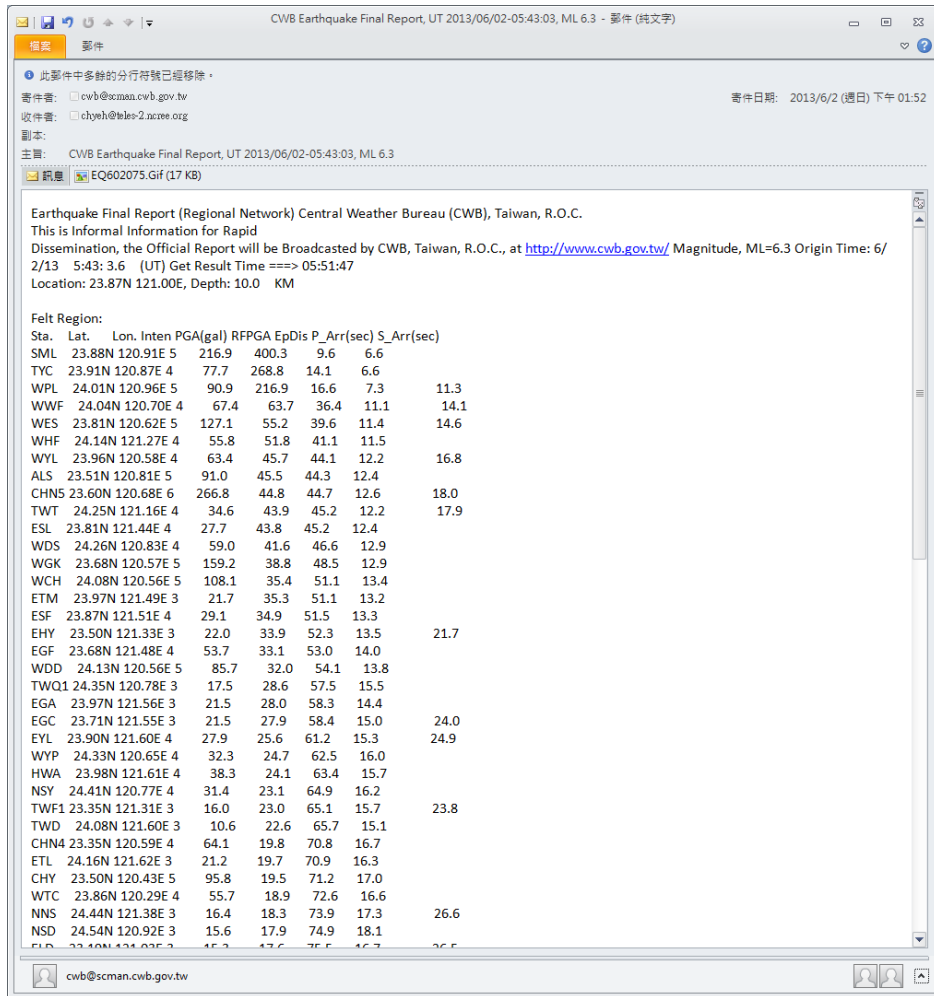 CWB Earthquake Final Report, UT 2013/06/02-05:43:03, ML 6.3 - 郵件 (純文字)
檔案 郵件
此郵件中多餘的分行符號已經移除。
寄件者: cwb@scman.cwb.gov.tw 寄件日期: 2013/6/2 (週日) 下午 01:52
收件者: chyeh@teles-2.ncree.org
副本:
主旨: CWB Earthquake Final Report, UT 2013/06/02-05:43:03, ML 6.3
訊息 EQ602075.Gif (17 KB)
Earthquake Final Report (Regional Network) Central Weather Bureau (CWB), Taiwan, R.O.C.
This is Informal Information for Rapid
Dissemination, the Official Report will be Broadcasted by CWB, Taiwan, R.O.C., at http://www.cwb.gov.tw/ Magnitude, ML=6.3 Origin Time: 6/
2/13 5:43: 3.6 (UT) Get Result Time ===> 05:51:47
Location: 23.87N 121.00E, Depth: 10.0 KM
Felt Region:
Sta. Lat. Lon. Inten PGA(gal) RFPGA EpDis P_Arr(sec) S_Arr(sec)
SML 23.88N 120.91E 5 216.9 400.3 9.6 6.6
TYC 23.91N 120.87E 4 77.7 268.8 14.1 6.6
WPL 24.01N 120.96E 5 90.9 216.9 16.6 7.3 11.3
WWF 24.04N 120.70E 4 67.4 63.7 36.4 11.1 14.1
WES 23.81N 120.62E 5 127.1 55.2 39.6 11.4 14.6
WHF 24.14N 121.27E 4 55.8 51.8 41.1 11.5
WYL 23.96N 120.58E 4 63.4 45.7 44.1 12.2 16.8
ALS 23.51N 120.81E 5 91.0 45.5 44.3 12.4
CHN5 23.60N 120.68E 6 266.8 44.8 44.7 12.6 18.0
TWT 24.25N 121.16E 4 34.6 43.9 45.2 12.2 17.9
ESL 23.81N 121.44E 4 27.7 43.8 45.2 12.4
WDS 24.26N 120.83E 4 59.0 41.6 46.6 12.9
WGK 23.68N 120.57E 5 159.2 38.8 48.5 12.9
WCH 24.08N 120.56E 5 108.1 35.4 51.1 13.4
ETM 23.97N 121.49E 3 21.7 35.3 51.1 13.2
ESF 23.87N 121.51E 4 29.1 34.9 51.5 13.3
EHY 23.50N 121.33E 3 22.0 33.9 52.3 13.5 21.7
EGF 23.68N 121.48E 4 53.7 33.1 53.0 14.0
WDD 24.13N 120.56E 5 85.7 32.0 54.1 13.8
TWQ1 24.35N 120.78E 3 17.5 28.6 57.5 15.5
EGA 23.97N 121.56E 3 21.5 28.0 58.3 14.4
EGC 23.71N 121.55E 3 21.5 27.9 58.4 15.0 24.0
EYL 23.90N 121.60E 4 27.9 25.6 61.2 15.3 24.9
WYP 24.33N 120.65E 4 32.3 24.7 62.5 16.0
HWA 23.98N 121.61E 4 38.3 24.1 63.4 15.7
NSY 24.41N 120.77E 4 31.4 23.1 64.9 16.2
TWF1 23.35N 121.31E 3 16.0 23.0 65.1 15.7 23.8
TWD 24.08N 121.60E 3 10.6 22.6 65.7 15.1
CHN4 23.35N 120.59E 4 64.1 19.8 70.8 16.7
ETL 24.16N 121.62E 3 21.2 19.7 70.9 16.3
CHY 23.50N 120.43E 5 95.8 19.5 71.2 17.0
WTC 23.86N 120.29E 4 55.7 18.9 72.6 16.6
NNS 24.44N 121.38E 3 16.4 18.3 73.9 17.3 26.6
NSD 24.54N 120.92E 3 15.6 17.9 74.9 18.1
cwb@scman.cwb.gov.tw